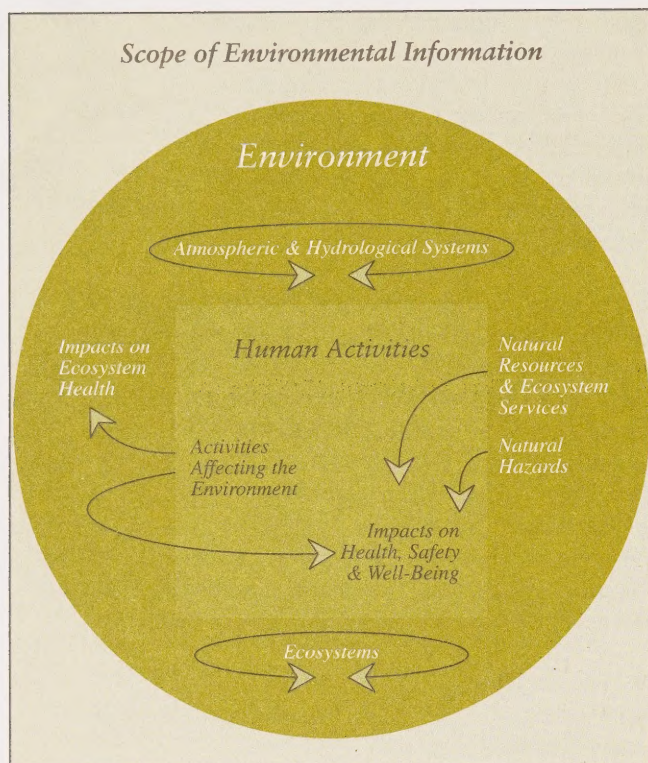 Scope of Environmental Information
Environment
Atmospheric & Hydrological Systems
Impacts on
Ecosystem
Health
Human Activities
Natural
Resources
& Ecosystem
Services
Activities
Affecting the
Environment
Natural
Hazards
Impacts on
Health, Safety
& Well-Being
Ecosystems